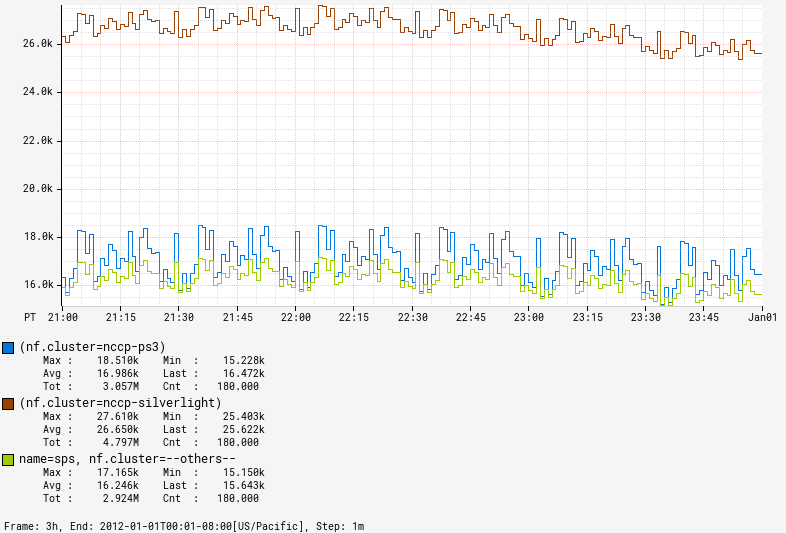 26.0k
24.0k
22.0k
20.0k
18.0k
16.0k
PT 21:00 21:15 21:30 21:45 22:00 22:15 22:30 22:45 23:00 23:15 23:30 23:45 Jan01
(nf.cluster=nccp-ps3)
Max : 18.510k Min : 15.228k
Avg : 16.986k Last : 16.472k
Tot : 3.057M Cnt : 180.000
(nf.cluster=nccp-silverlight)
Max : 27.610k Min : 25.403k
Avg : 26.650k Last : 25.622k
Tot : 4.797M Cnt : 180.000
name=sps, nf.cluster=--others--
Max : 17.165k Min : 15.150k
Avg : 16.246k Last : 15.643k
Tot : 2.924M Cnt : 180.000
Frame: 3h, End: 2012-01-01T00:01-08:00[US/Pacific], Step: 1m